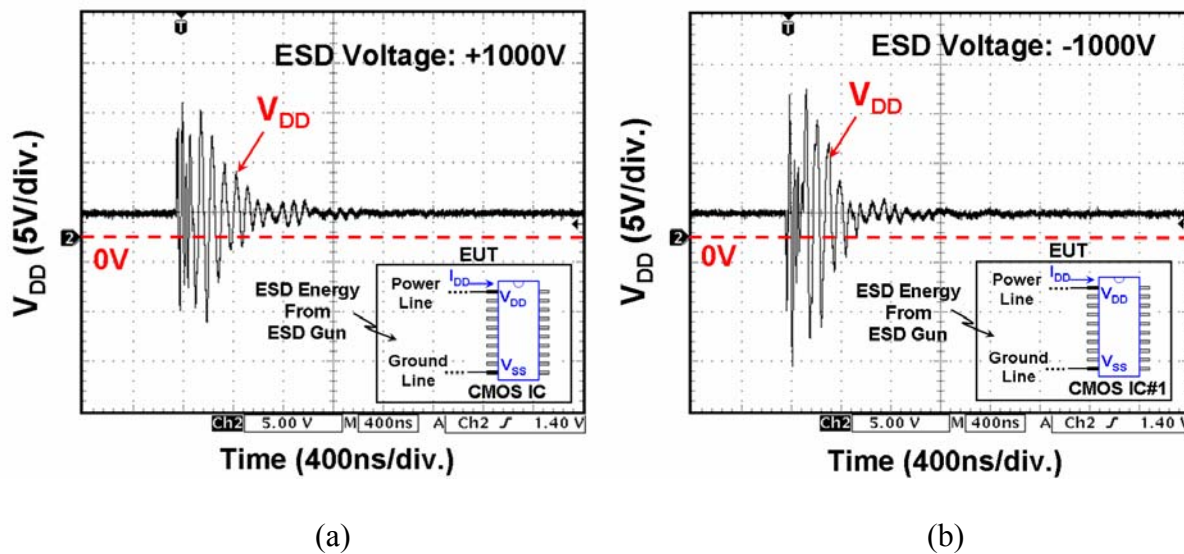 T
ESD Voltage: +1000V
VDD
VDD (5V/div.)
2
0V
EUT
IDD
Power
Line
VDD
ESD Energy
From
ESD Gun
Ground
Line
VSS
CMOS IC
Ch2 5.00 V M 400ns A Ch2 1.40 V
Time (400ns/div.)
(a)
T
ESD Voltage: -1000V
VDD
VDD (5V/div.)
2
0V
EUT
IDD
Power
Line
VDD
ESD Energy
From
ESD Gun
Ground
Line
VSS
CMOS IC#1
Ch2 5.00 V M 400ns A Ch2 1.40 V
Time (400ns/div.)
(b)